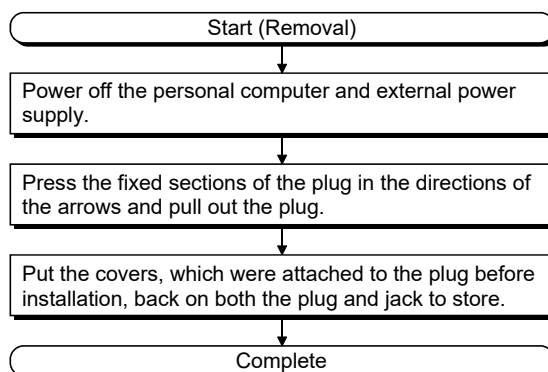 Start (Removal)
Power off the personal computer and external power
supply.
Press the fixed sections of the plug in the directions of
the arrows and pull out the plug.
Put the covers, which were attached to the plug before
installation, back on both the plug and jack to store.
Complete